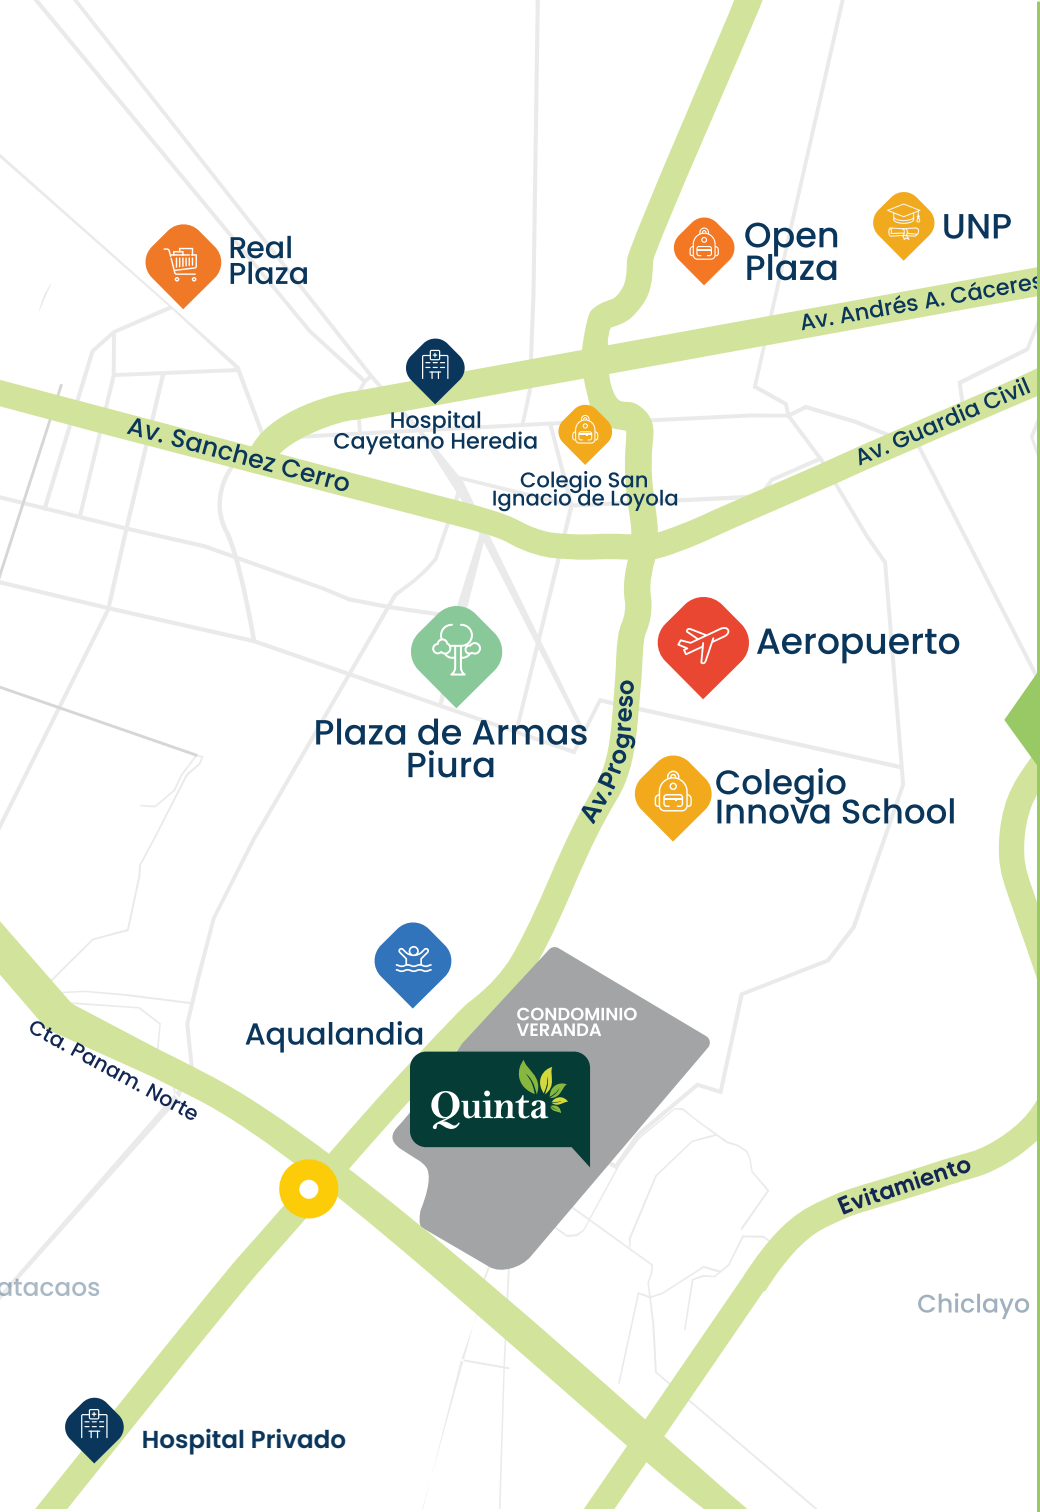 UNP
Open
Plaza
Real
Plaza
Av. Andrés A. Cáceres
Av. Guardia Civil
Av. Sanchez Cerro
Hospital
Cayetano Heredia
Colegio San
Ignacio de Loyola
Aeropuerto
Av.Progreso
Plaza de Armas
Piura
Colegio
Innova School
CONDOMINIO
VERANDA
Aqualandia
Cta. Panam. Norte
Quinta
Evitamiento
atacaos
Chiclayo
Hospital Privado